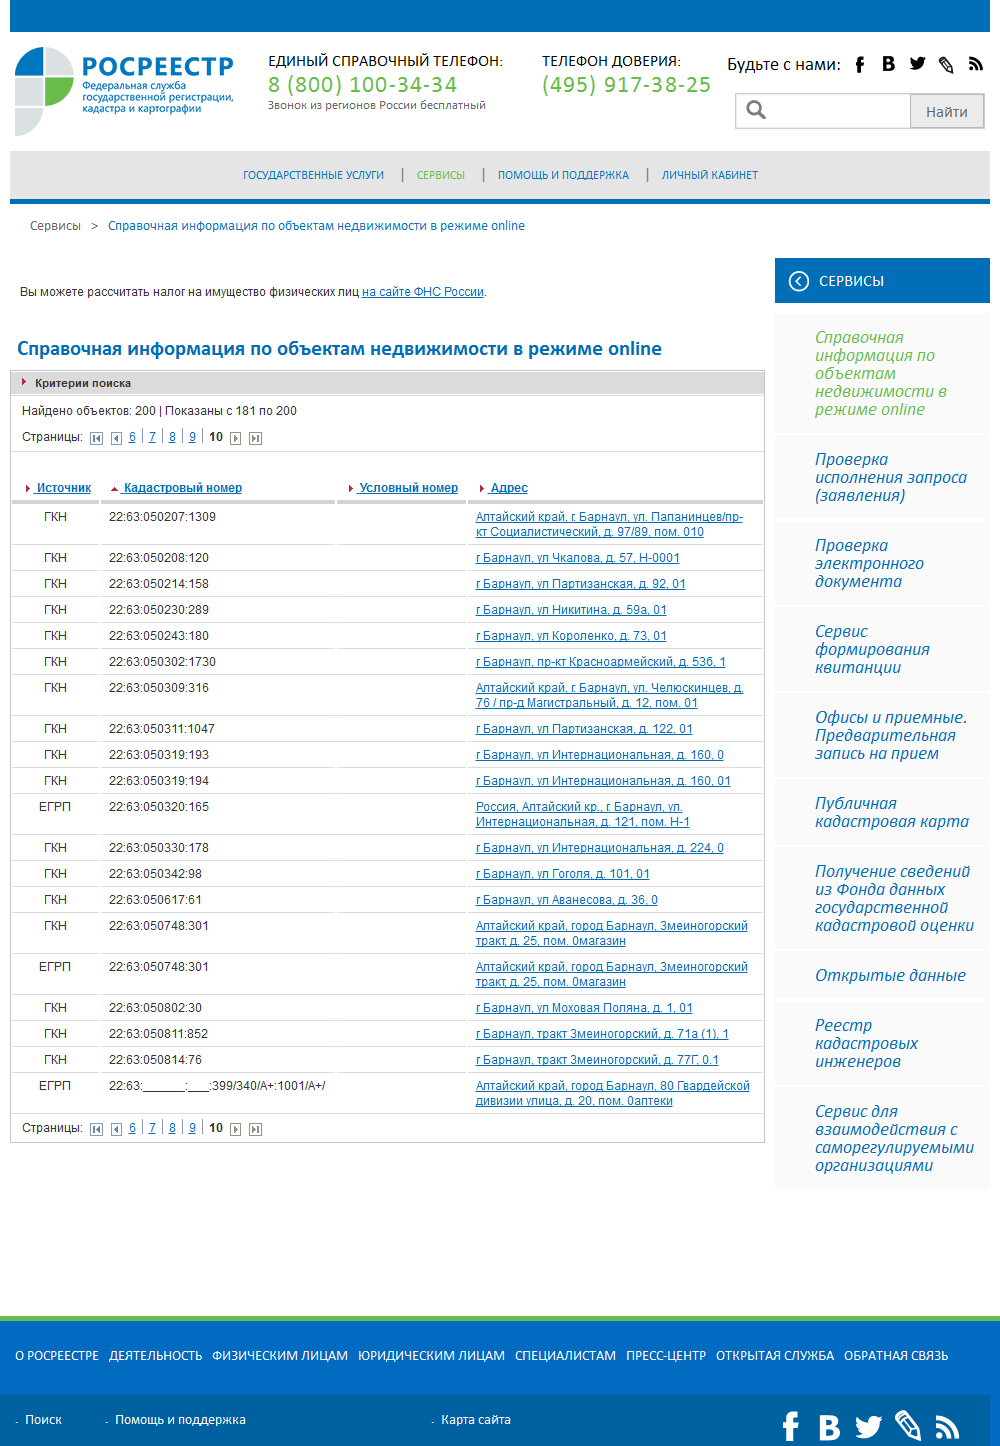 РОСРЕЕСТР
Федеральная служба
государственной регистрации,
кадастра и картографии
ЕДИНЫЙ СПРАВОЧНЫЙ ТЕЛЕФОН:
8 (800) 100-34-34
Звонок из регионов России бесплатный
ТЕЛЕФОН ДОВЕРИЯ:
(495) 917-38-25
Будьте с нами:
Найти
ГОСУДАРСТВЕННЫЕ УСЛУГИ | СЕРВИСЫ | ПОМОЩЬ И ПОДДЕРЖКА | ЛИЧНЫЙ КАБИНЕТ
Сервисы > Справочная информация по объектам недвижимости в режиме online
Вы можете рассчитать налог на имущество физических лиц на сайте ФНС России.
Справочная информация по объектам недвижимости в режиме online
Критерии поиска
Найдено объектов: 200 | Показаны с 181 по 200
Страницы: 6 | 7 | 8 | 9 | 10
Источник Кадастровый номер Условный номер Адрес
ГКН 22:63:050207:1309 Алтайский край, г. Барнаул, ул. Папанинцев/пр-
кт Социалистический, д. 97/89, пом. 010
ГКН 22:63:050208:120 г Барнаул, ул Чкалова, д. 57, Н-0001
ГКН 22:63:050214:158 г Барнаул, ул Партизанская, д. 92, 01
ГКН 22:63:050230:289 г Барнаул, ул Никитина, д. 59а, 01
ГКН 22:63:050243:180 г Барнаул, ул Короленко, д. 73, 01
ГКН 22:63:050302:1730 г Барнаул, пр-кт Красноармейский, д. 53б, 1
ГКН 22:63:050309:316 Алтайский край, г. Барнаул, ул. Челюскинцев, д.
76 / пр-д Магистральный, д. 12, пом. 01
ГКН 22:63:050311:1047 г Барнаул, ул Партизанская, д. 122, 01
ГКН 22:63:050319:193 г Барнаул, ул Интернациональная, д. 160, 0
ГКН 22:63:050319:194 г Барнаул, ул Интернациональная, д. 160, 01
ЕГРП 22:63:050320:165 Россия, Алтайский кр., г. Барнаул, ул.
Интернациональная, д. 121, пом. Н-1
ГКН 22:63:050330:178 г Барнаул, ул Интернациональная, д. 224, 0
ГКН 22:63:050342:98 г Барнаул, ул Гоголя, д. 101, 01
ГКН 22:63:050617:61 г Барнаул, ул Аванесова, д. 36, 0
ГКН 22:63:050748:301 Алтайский край, город Барнаул, Змеиногорский
тракт, д. 25, пом. 0магазин
ЕГРП 22:63:050748:301 Алтайский край, город Барнаул, Змеиногорский
тракт, д. 25, пом. 0магазин
ГКН 22:63:050802:30 г Барнаул, ул Моховая Поляна, д. 1, 01
ГКН 22:63:050811:852 г Барнаул, тракт Змеиногорский, д. 71а (1), 1
ГКН 22:63:050814:76 г Барнаул, тракт Змеиногорский, д. 77Г, 0.1
ЕГРП 22:63:______:___:399/340/А+:1001/А+/ Алтайский край, город Барнаул, 80 Гвардейской
дивизии улица, д. 20, пом. 0аптеки
Страницы: 6 | 7 | 8 | 9 | 10
СЕРВИСЫ
Справочная
информация по
объектам
недвижимости в
режиме online
Проверка
исполнения запроса
(заявления)
Проверка
электронного
документа
Сервис
формирования
квитанции
Офисы и приемные.
Предварительная
запись на прием
Публичная
кадастровая карта
Получение сведений
из Фонда данных
государственной
кадастровой оценки
Открытые данные
Реестр
кадастровых
инженеров
Сервис для
взаимодействия с
саморегулируемыми
организациями
О РОСРЕЕСТРЕ ДЕЯТЕЛЬНОСТЬ ФИЗИЧЕСКИМ ЛИЦАМ ЮРИДИЧЕСКИМ ЛИЦАМ СПЕЦИАЛИСТАМ ПРЕСС-ЦЕНТР ОТКРЫТАЯ СЛУЖБА ОБРАТНАЯ СВЯЗЬ
Поиск Помощь и поддержка Карта сайта